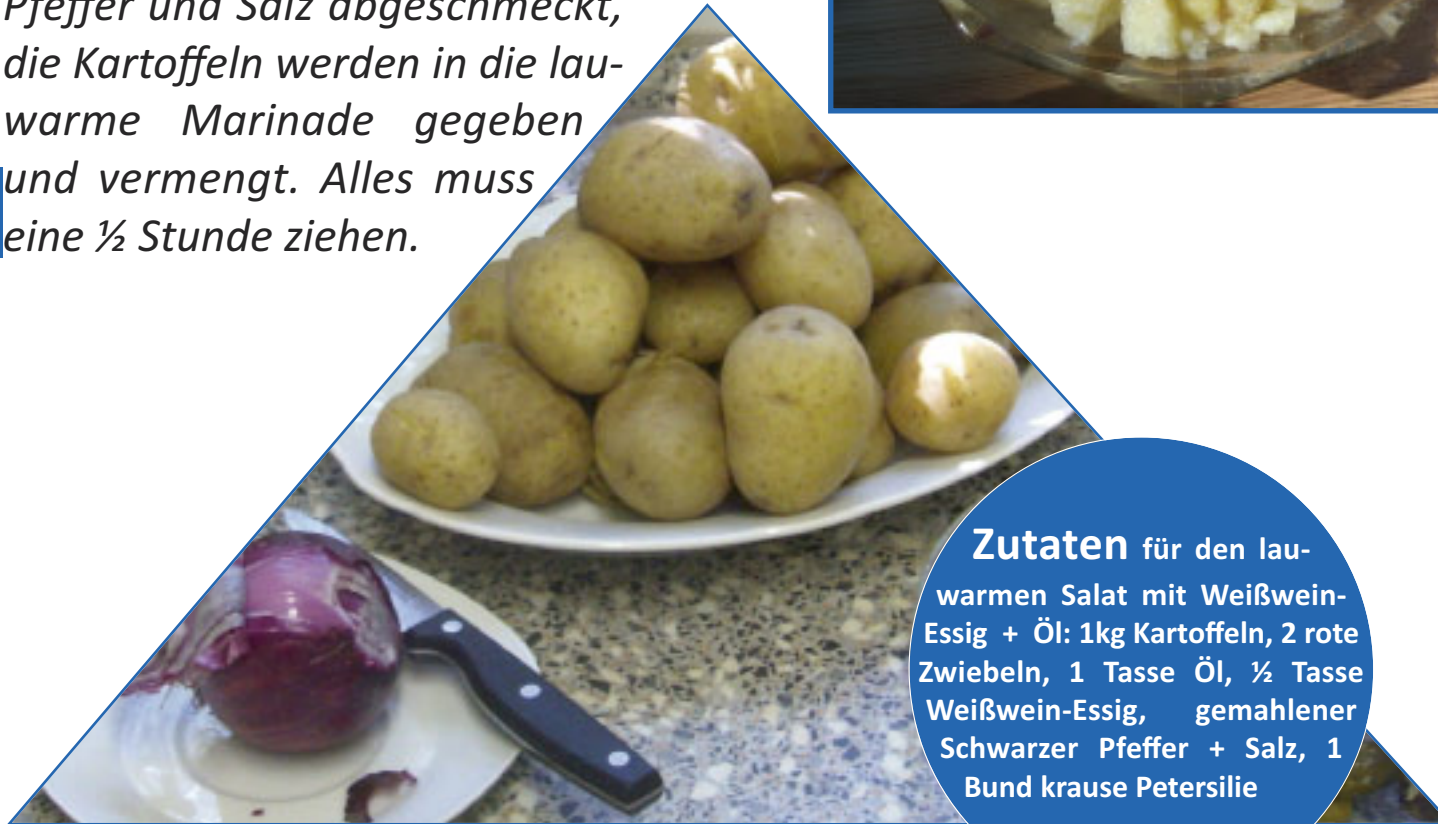 Pfeffer und Salz abgeschmeckt,
die Kartoffeln werden in die lau-
warme Marinade gegeben
und vermengt. Alles muss
eine ½ Stunde ziehen.
Zutaten für den lau-
warmen Salat mit Weißwein-
Essig + Öl: 1kg Kartoffeln, 2 rote
Zwiebeln, 1 Tasse Öl, ½ Tasse
Weißwein-Essig, gemahlener
Schwarzer Pfeffer + Salz, 1
Bund krause Petersilie